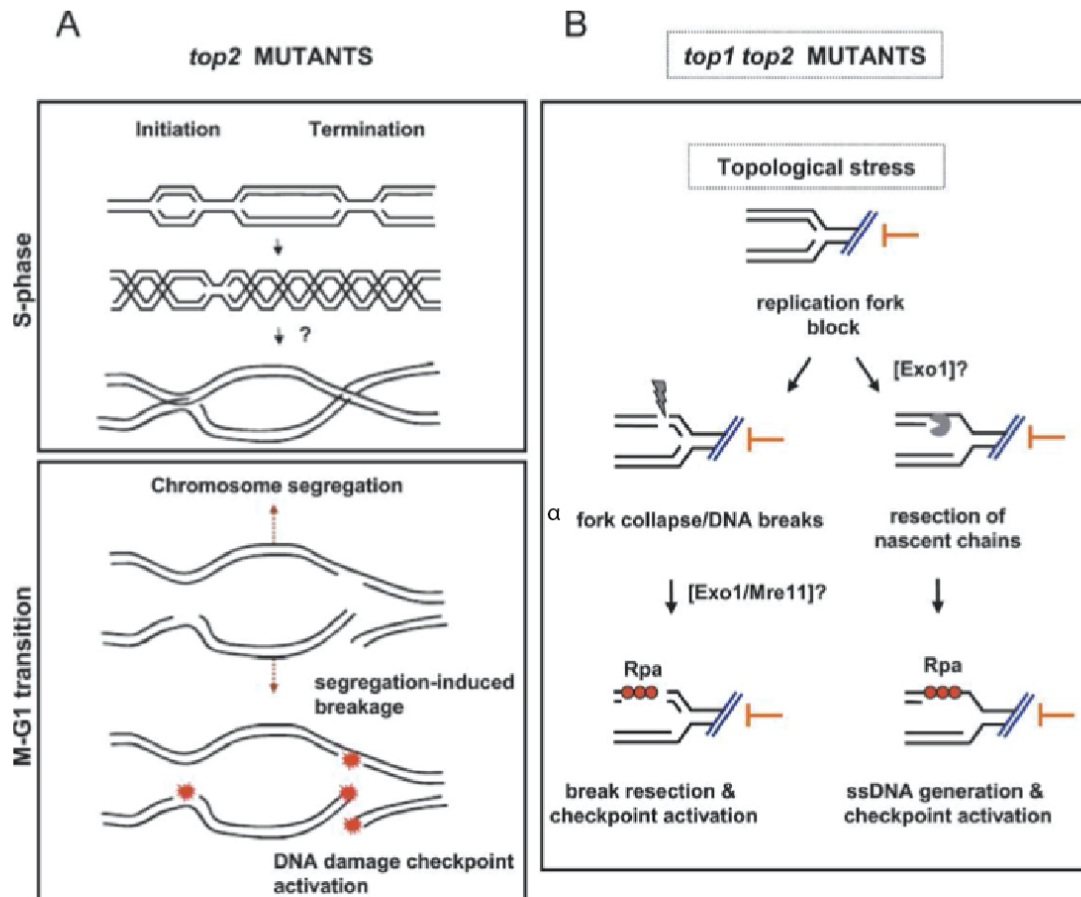 A
top2 MUTANTS
S-phase
Initiation Termination
?
M-G1 transition
Chromosome segregation
segregation-induced
breakage
DNA damage checkpoint
activation
B
top1 top2 MUTANTS
Topological stress
replication fork
block
[Exo1]?
α fork collapse/DNA breaks
resection of
nascent chains
[Exo1/Mre11]?
Rpa
Rpa
break resection &
checkpoint activation
ssDNA generation &
checkpoint activation